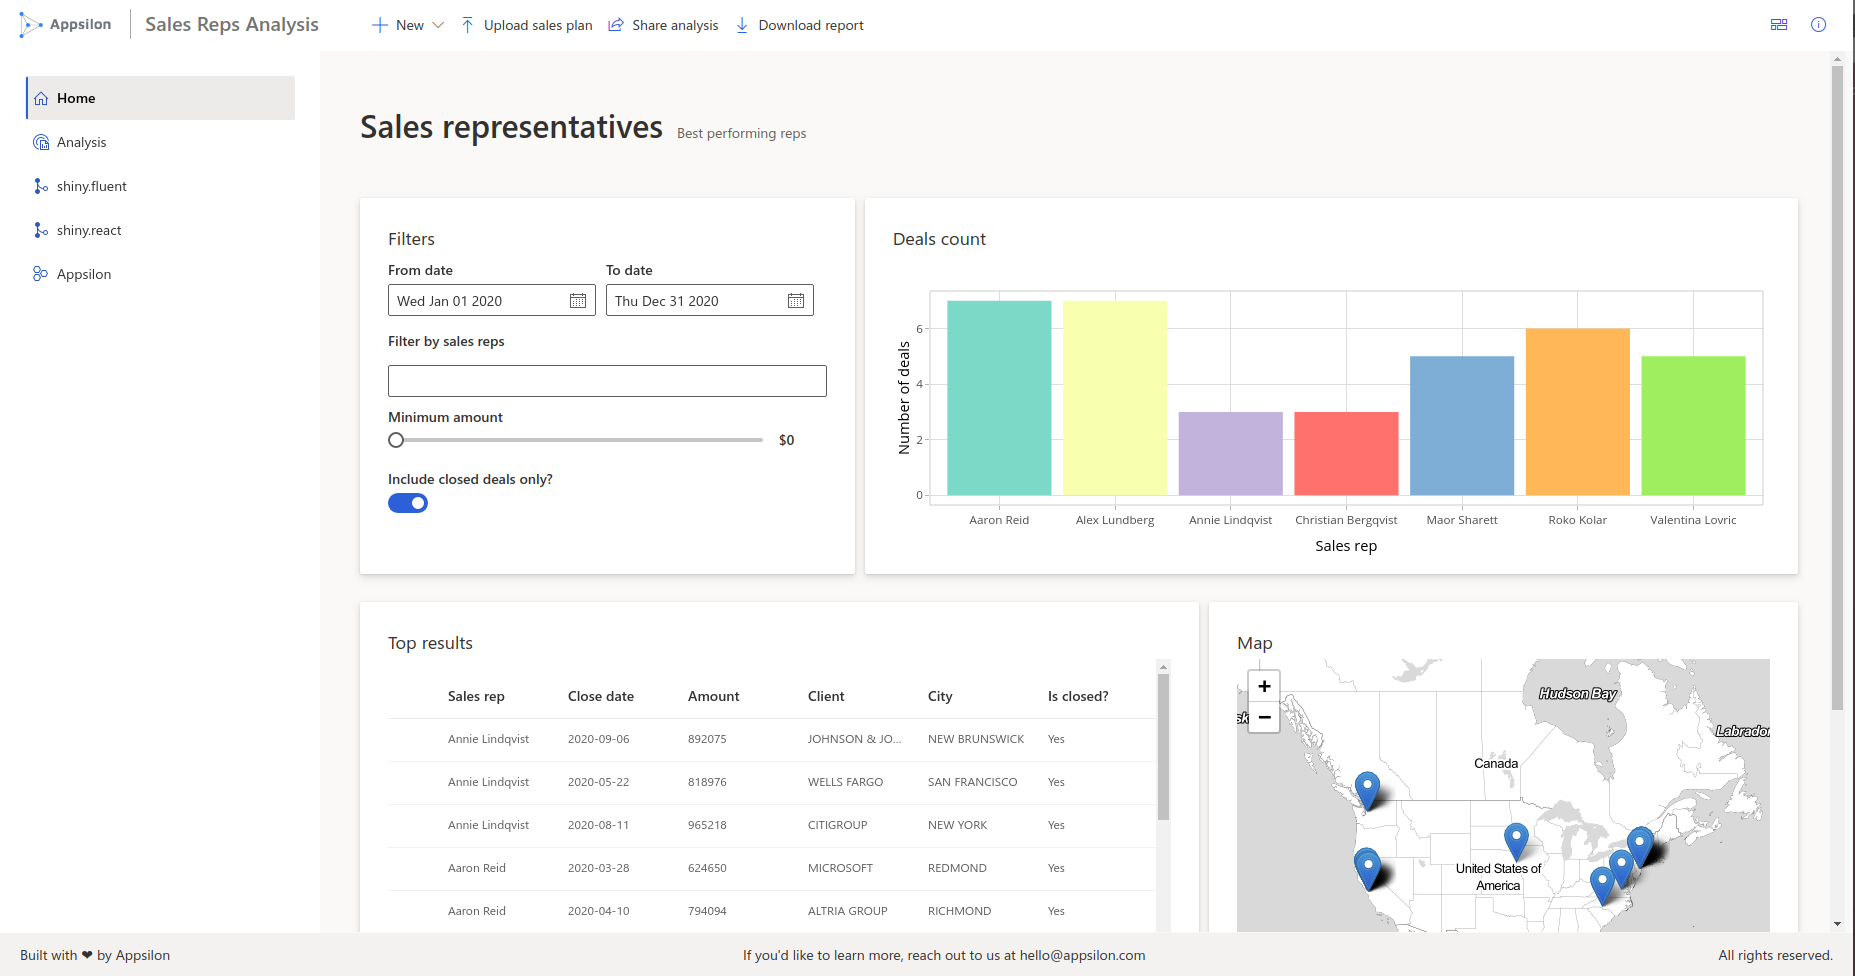 Appsilon
Sales Reps Analysis
New
Upload sales plan
Share analysis
Download report
Home
Analysis
shiny.fluent
shiny.react
Appsilon
Sales representatives Best performing reps
Filters
From date To date
Wed Jan 01 2020 Thu Dec 31 2020
Filter by sales reps
Minimum amount
$0
Include closed deals only?
Deals count
Number of deals
6
4
2
0
Aaron Reid Alex Lundberg Annie Lindqvist Christian Bergqvist Maor Sharett Roko Kolar Valentina Lovric
Sales rep
Top results
Sales rep Close date Amount Client City Is closed?
Annie Lindqvist 2020-09-06 892075 JOHNSON & JO... NEW BRUNSWICK Yes
Annie Lindqvist 2020-05-22 818976 WELLS FARGO SAN FRANCISCO Yes
Annie Lindqvist 2020-08-11 965218 CITIGROUP NEW YORK Yes
Aaron Reid 2020-03-28 624650 MICROSOFT REDMOND Yes
Aaron Reid 2020-04-10 794094 ALTRIA GROUP RICHMOND Yes
Map
+
−
Hudson Bay
Labrador
Canada
United States of
America
Built with ❤ by Appsilon
If you'd like to learn more, reach out to us at hello@appsilon.com
All rights reserved.